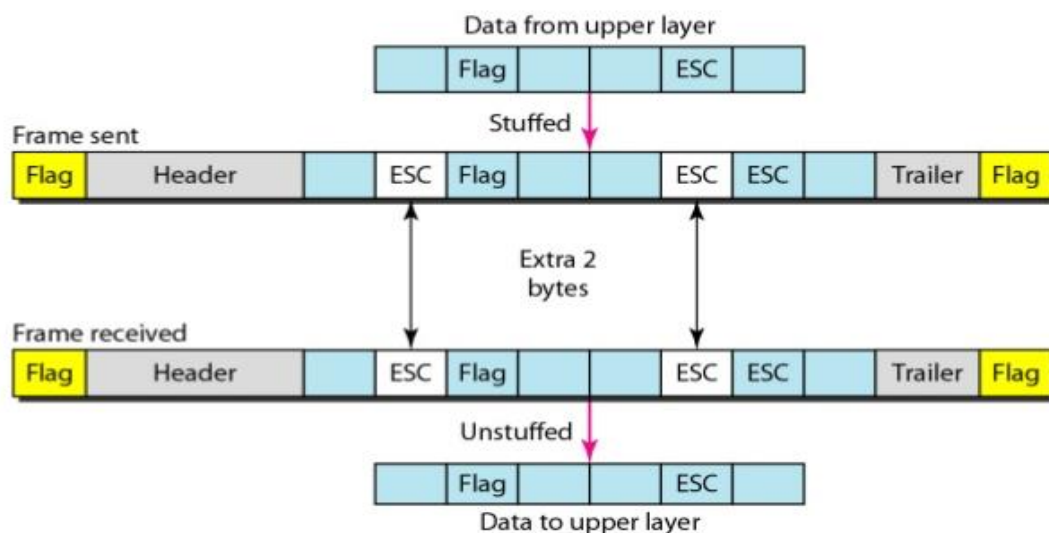 Data from upper layer
Flag ESC
Stuffed
Frame sent
Flag Header ESC Flag ESC ESC Trailer Flag
Extra 2
bytes
Frame received
Flag Header ESC Flag ESC ESC Trailer Flag
Unstuffed
Flag ESC
Data to upper layer